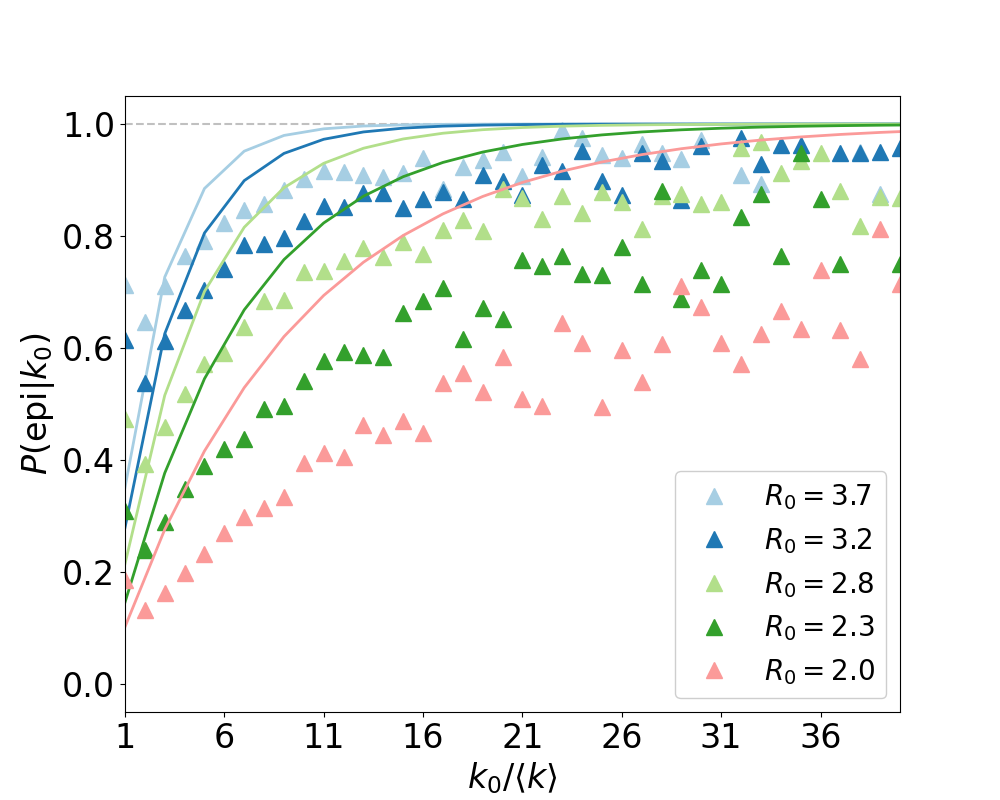 P(epi|k₀)
1.0
0.8
0.6
0.4
0.2
0.0
1 6 11 16 21 26 31 36
k₀/⟨k⟩
R₀ = 3.7
R₀ = 3.2
R₀ = 2.8
R₀ = 2.3
R₀ = 2.0